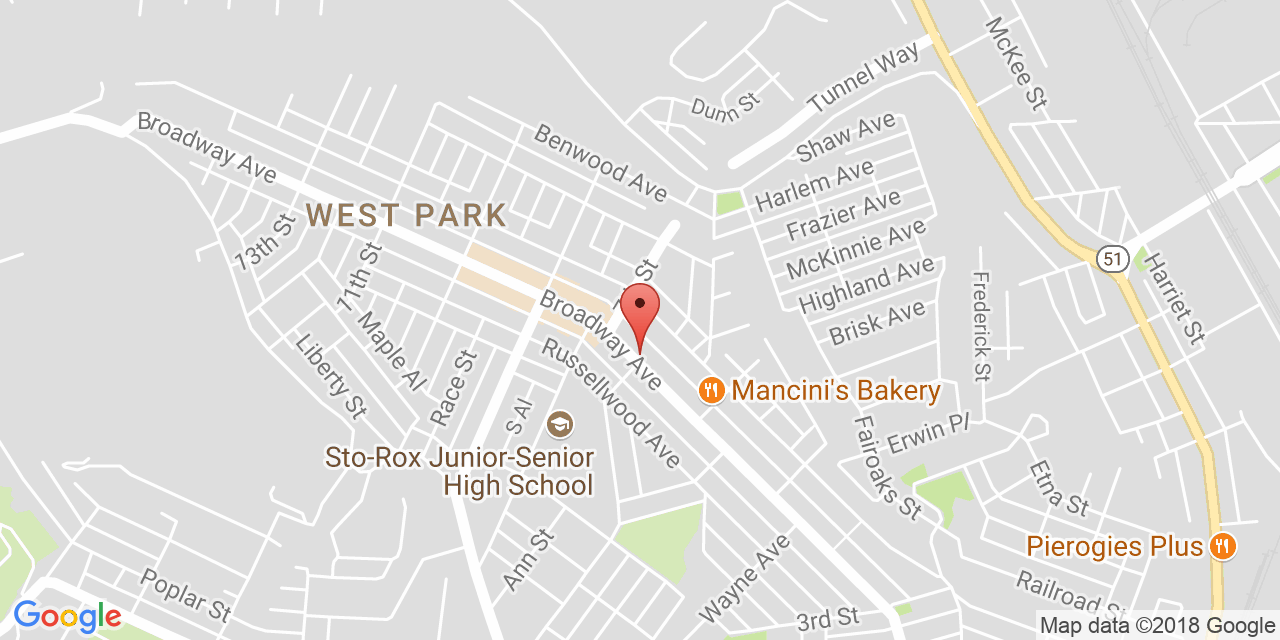 McKee St
Tunnel Way
Dunn St
Shaw Ave
Broadway Ave
Benwood Ave
Harlem Ave
Frazier Ave
WEST PARK
13th St
McKinnie Ave
51
11th St
St
Highland Ave
Harriet St
Frederick St
Broadway Ave
Brisk Ave
Maple Al
Liberty St
Race St
Russellwood Ave
Mancini's Bakery
S Al
Fairoaks St
Erwin Pl
Sto-Rox Junior-Senior
High School
Etna St
Ann St
Pierogies Plus
Wayne Ave
Poplar St
Railroad St
3rd St
Google
Map data ©2018 Google